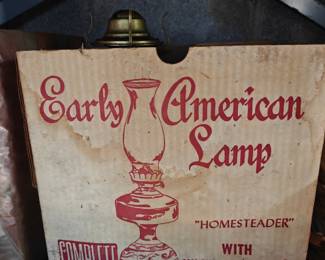 Early American
Lamp
"HOMESTEADER"
WITH